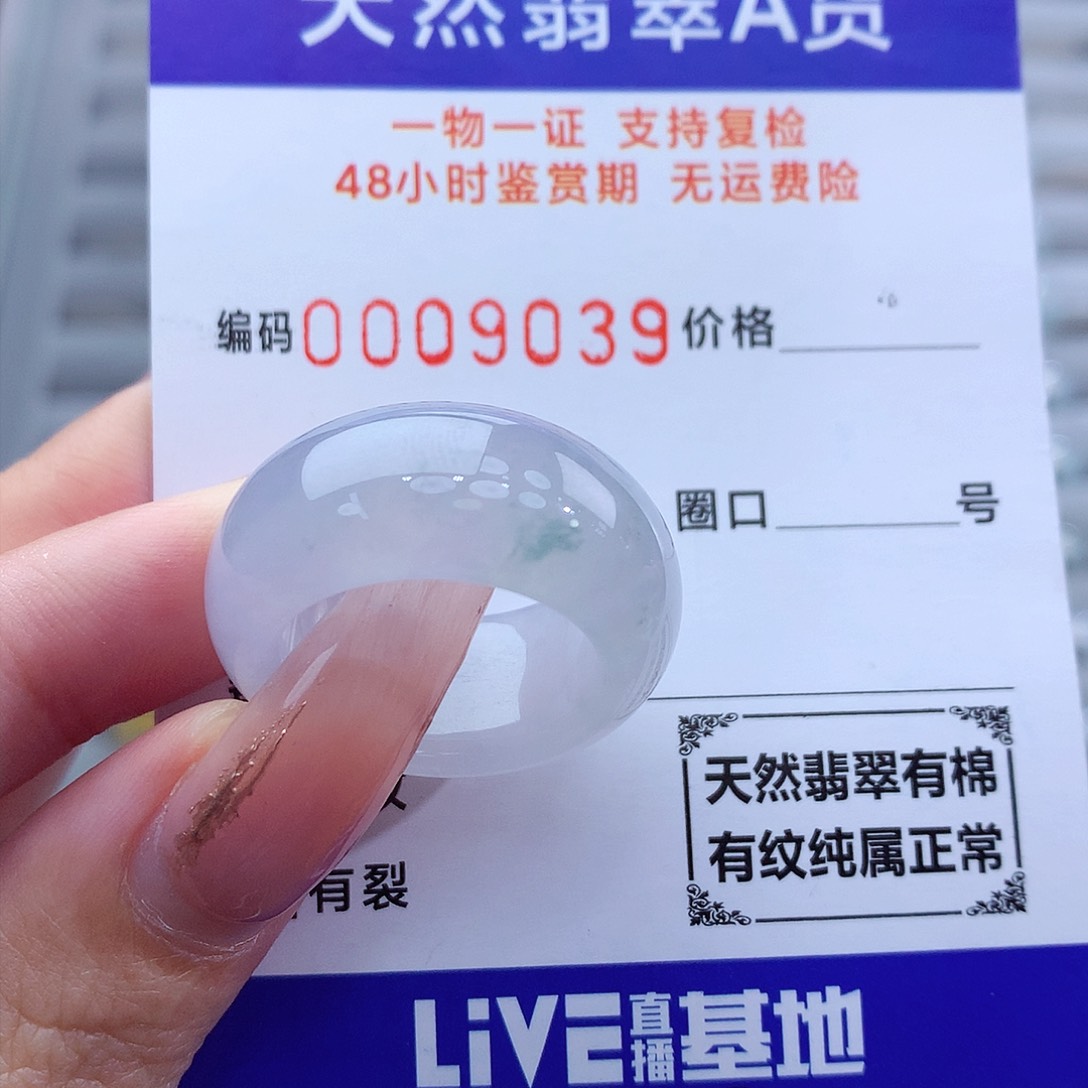 天然翡翠A货
一物一证 支持复检
48小时鉴赏期 无运费险
编码0009039 价格
圈口 号
天然翡翠有棉
有纹纯属正常
有裂
LiVE直播基地